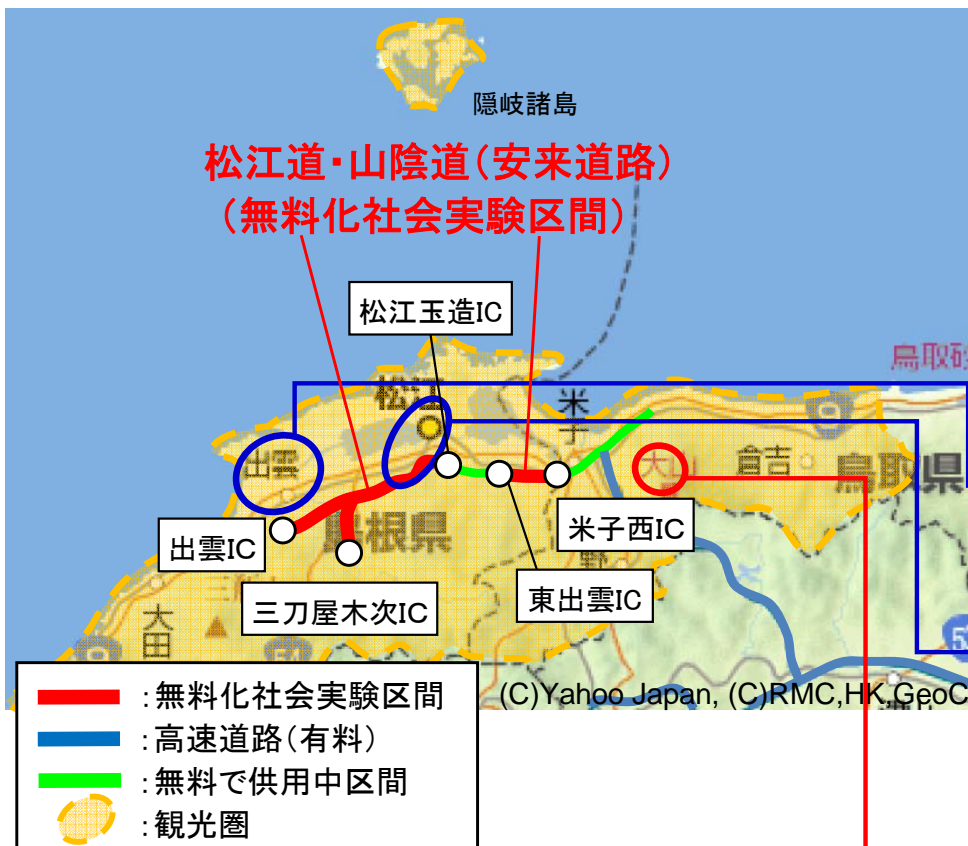 隠岐諸島
松江道・山陰道（安来道路）
（無料化社会実験区間）
松江玉造IC
鳥取砂
松江
米子
出雲
大山
倉吉
鳥取県
島根県
出雲IC
米子西IC
東出雲IC
三刀屋木次IC
大田
：無料化社会実験区間
(C)Yahoo Japan, (C)RMC,HK,GeoC
：高速道路（有料）
：無料で供用中区間
：観光圏